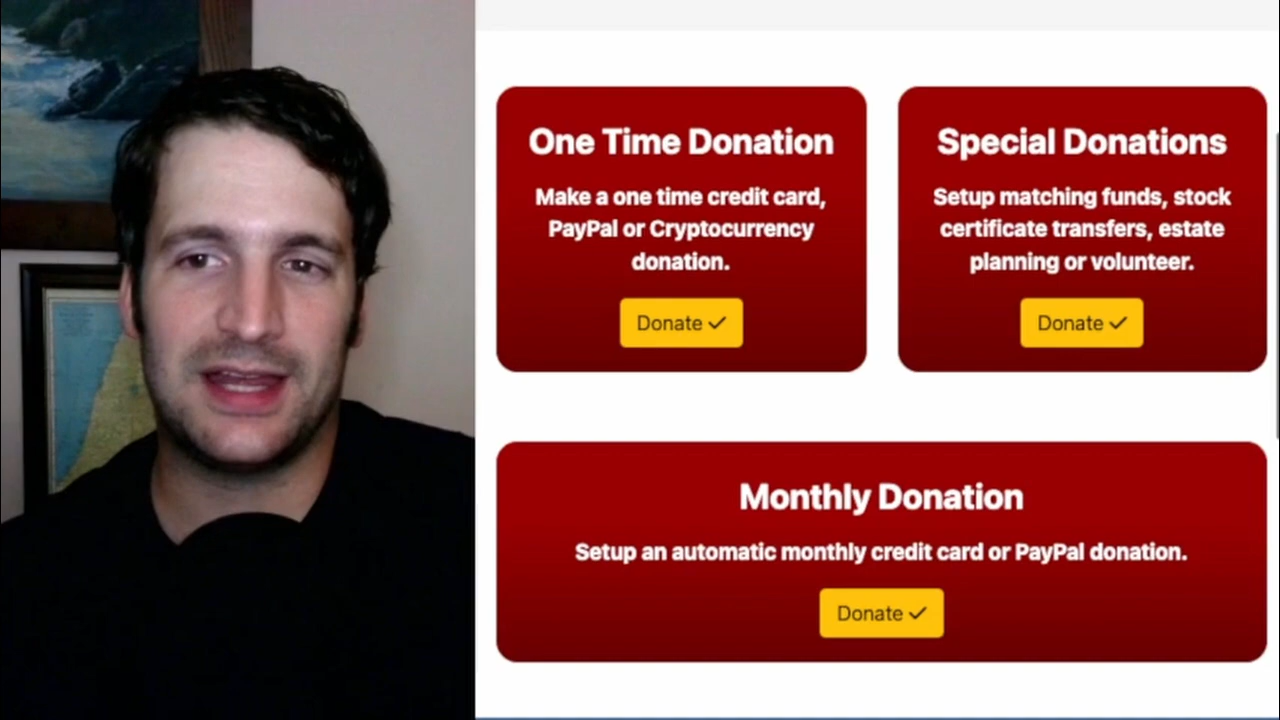 One Time Donation
Make a one time credit card,
PayPal or Cryptocurrency
donation.
Donate
Special Donations
Setup matching funds, stock
certificate transfers, estate
planning or volunteer.
Donate
Monthly Donation
Setup an automatic monthly credit card or PayPal donation.
Donate